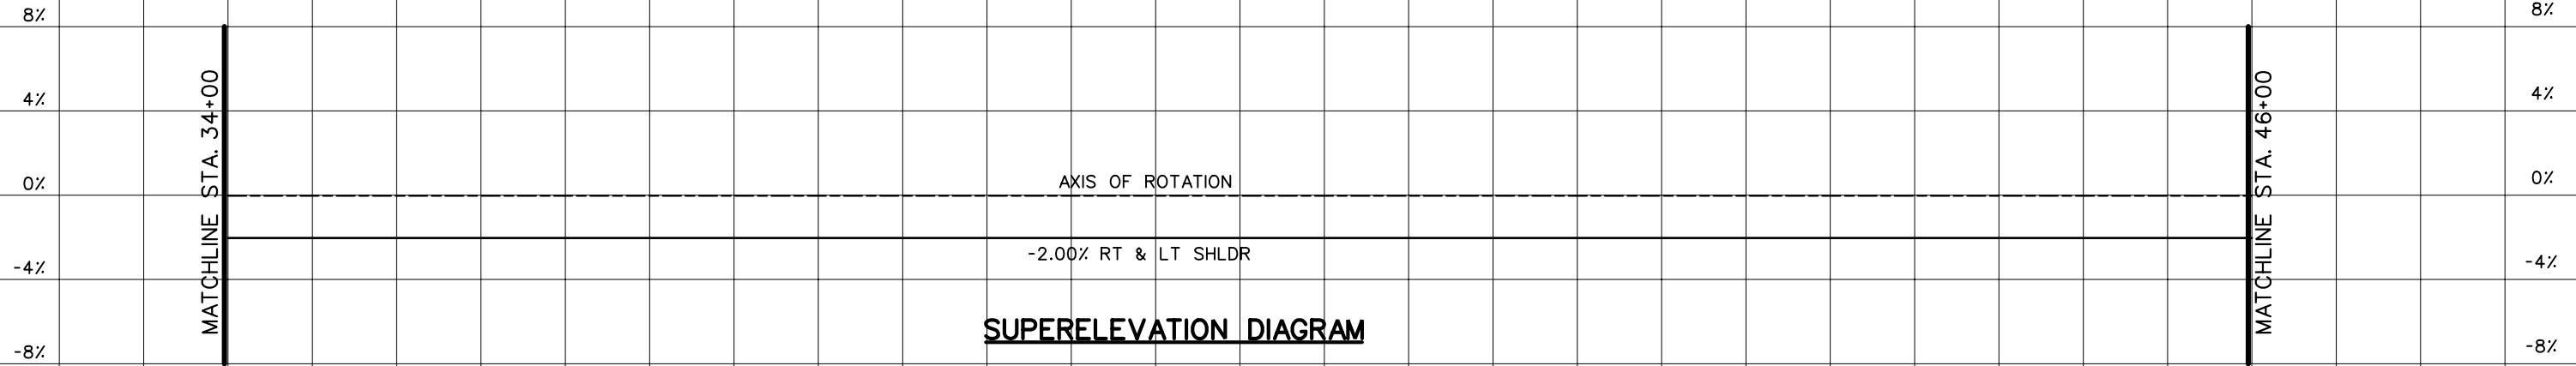 8% 8%
4% 4%
0% 0%
-4% -4%
-8% -8%
MATCHLINE STA. 34+00
AXIS OF ROTATION
-2.00% RT & LT SHLDR
SUPERELEVATION DIAGRAM
MATCHLINE STA. 46+00